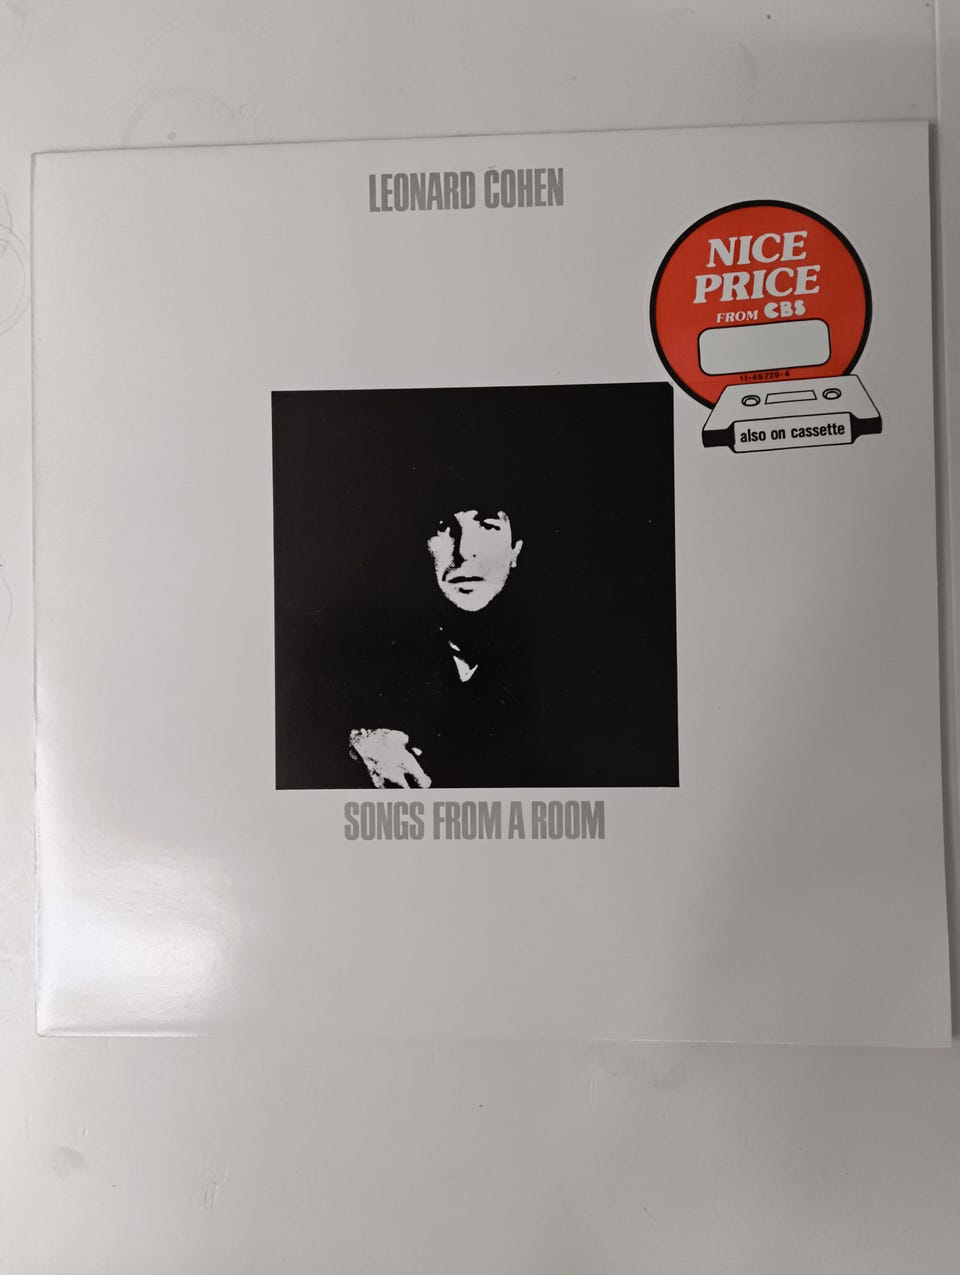 LEONARD COHEN
NICE
PRICE
FROM CBS
11-49729-4
also on cassette
SONGS FROM A ROOM